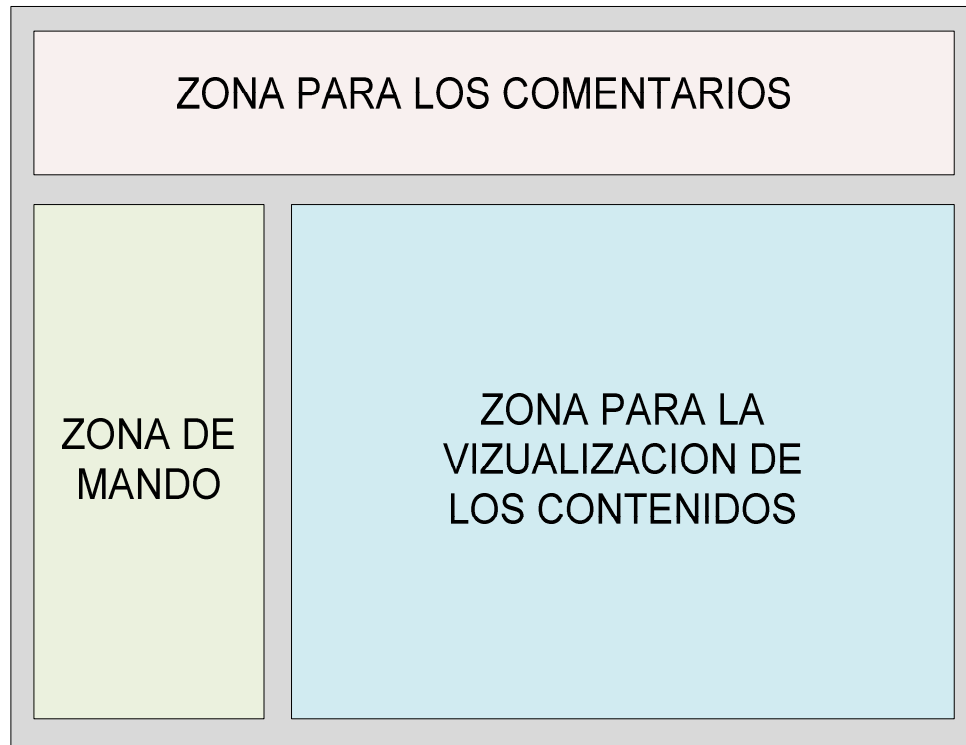 ZONA PARA LOS COMENTARIOS
ZONA DE
MANDO
ZONA PARA LA
VIZUALIZACION DE
LOS CONTENIDOS